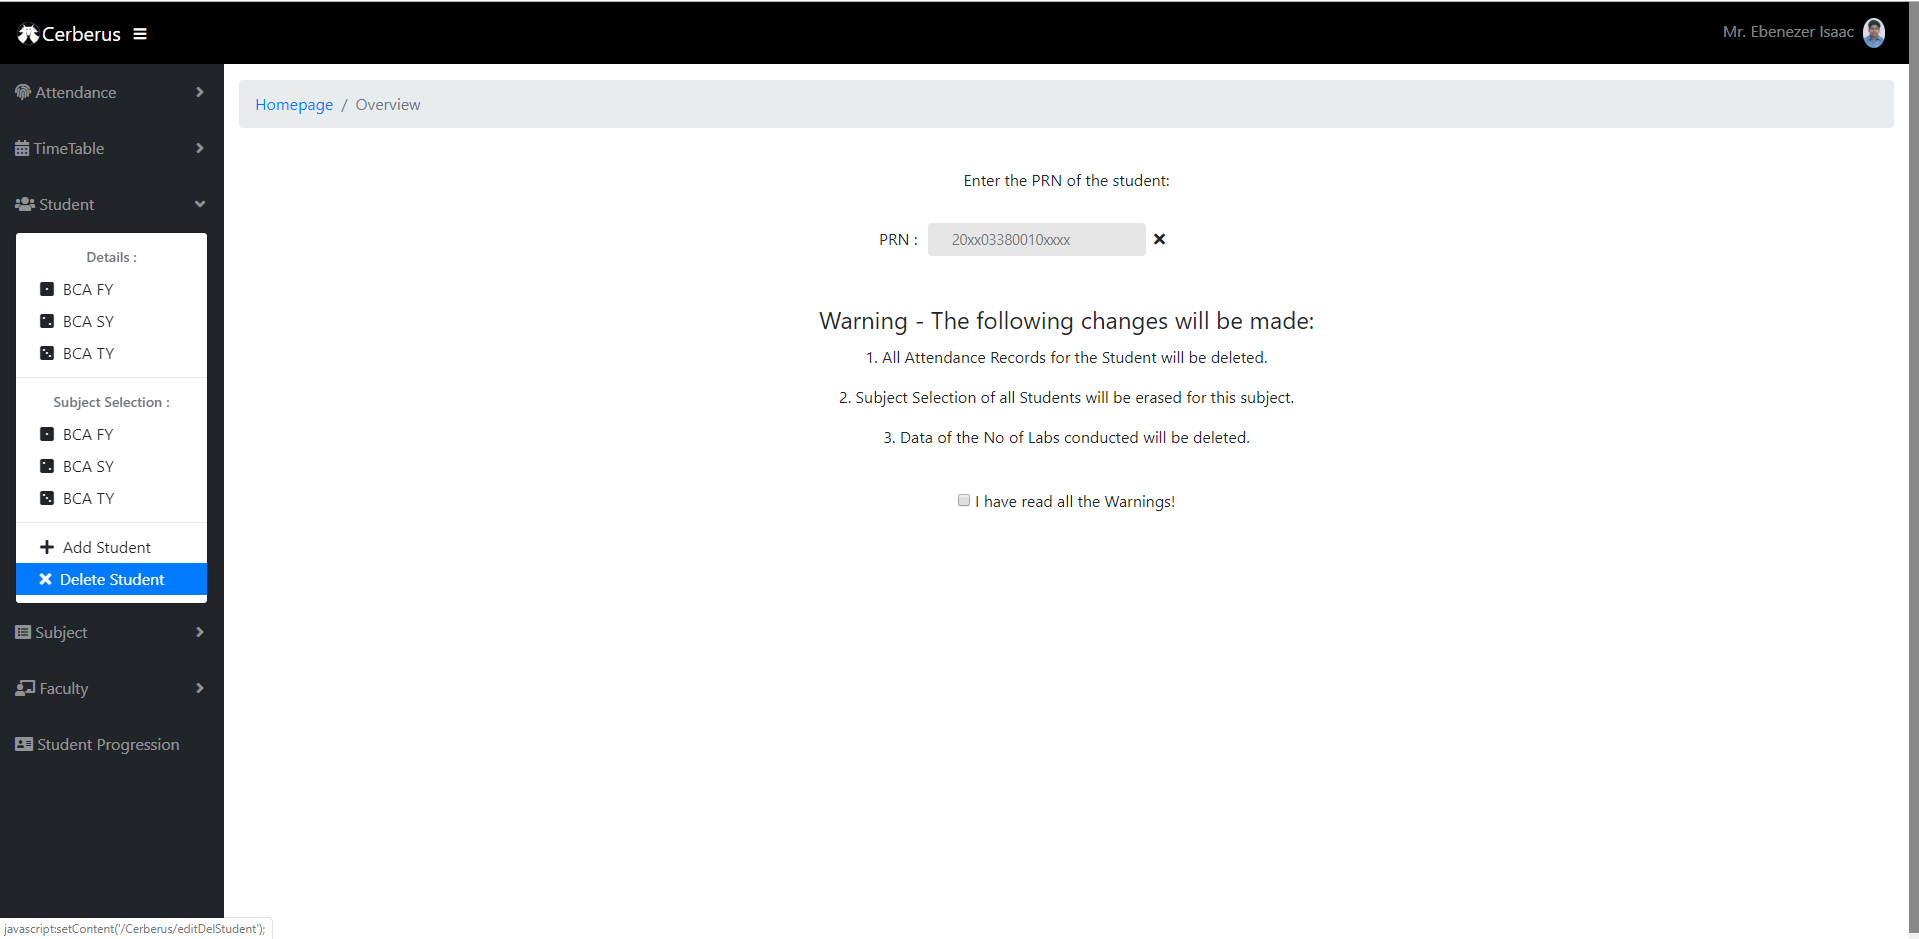 Cerberus
Mr. Ebenezer Isaac
Attendance
TimeTable
Student
Details :
BCA FY
BCA SY
BCA TY
Subject Selection :
BCA FY
BCA SY
BCA TY
Add Student
Delete Student
Subject
Faculty
Student Progression
Homepage / Overview
Enter the PRN of the student:
PRN : 20xx03380010xxxx
Warning - The following changes will be made:
1. All Attendance Records for the Student will be deleted.
2. Subject Selection of all Students will be erased for this subject.
3. Data of the No of Labs conducted will be deleted.
I have read all the Warnings!
javascript:setContent('/Cerberus/editDelStudent');